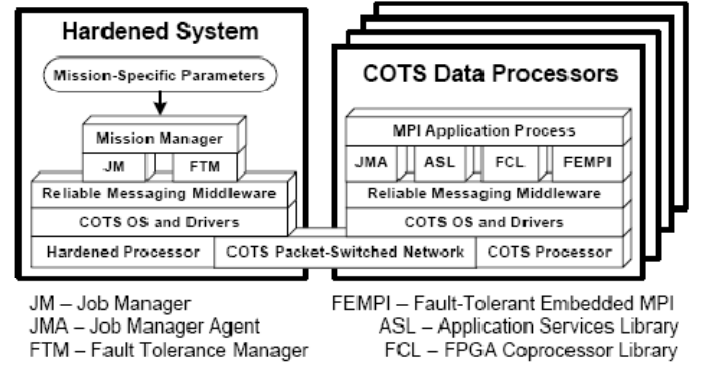 Hardened System
Mission-Specific Parameters
Mission Manager
JM
FTM
Reliable Messaging Middleware
COTS OS and Drivers
Hardened Processor
COTS Packet-Switched Network
COTS Data Processors
MPI Application Process
JMA
ASL
FCL
FEMPI
Reliable Messaging Middleware
COTS OS and Drivers
COTS Processor
JM – Job Manager
JMA – Job Manager Agent
FTM – Fault Tolerance Manager
FEMPI – Fault-Tolerant Embedded MPI
ASL – Application Services Library
FCL – FPGA Coprocessor Library